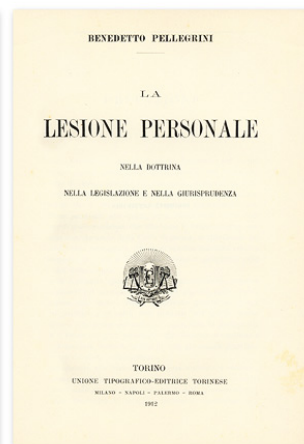 BENEDETTO PELLEGRINI
LA
LESIONE PERSONALE
NELLA DOTTRINA
NELLA LEGISLAZIONE E NELLA GIURISPRUDENZA
TORINO
UNIONE TIPOGRAFICO-EDITRICE TORINESE
MILANO - NAPOLI - PALERMO - ROMA
1912